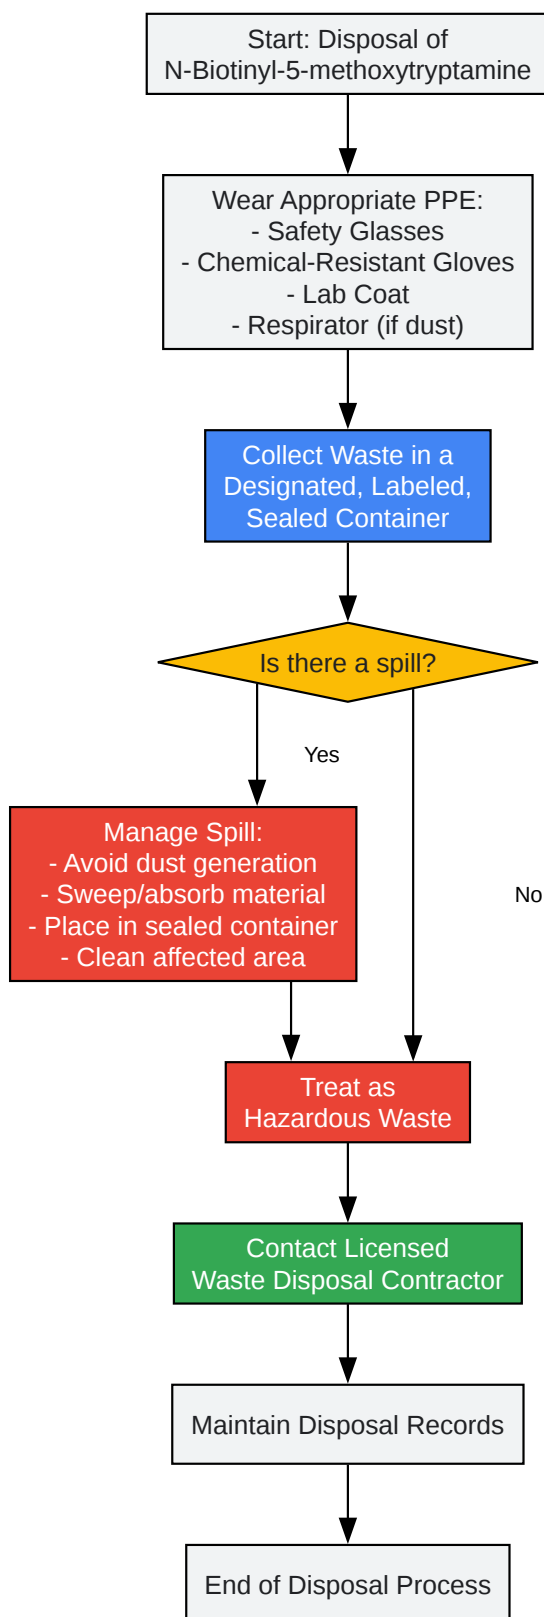 Start: Disposal of
N-Biotinyl-5-methoxytryptamine
Wear Appropriate PPE:
- Safety Glasses
- Chemical-Resistant Gloves
- Lab Coat
- Respirator (if dust)
Collect Waste in a
Designated, Labeled,
Sealed Container
Is there a spill?
Yes
Manage Spill:
- Avoid dust generation
- Sweep/absorb material
- Place in sealed container
- Clean affected area
No
Treat as
Hazardous Waste
Contact Licensed
Waste Disposal Contractor
Maintain Disposal Records
End of Disposal Process